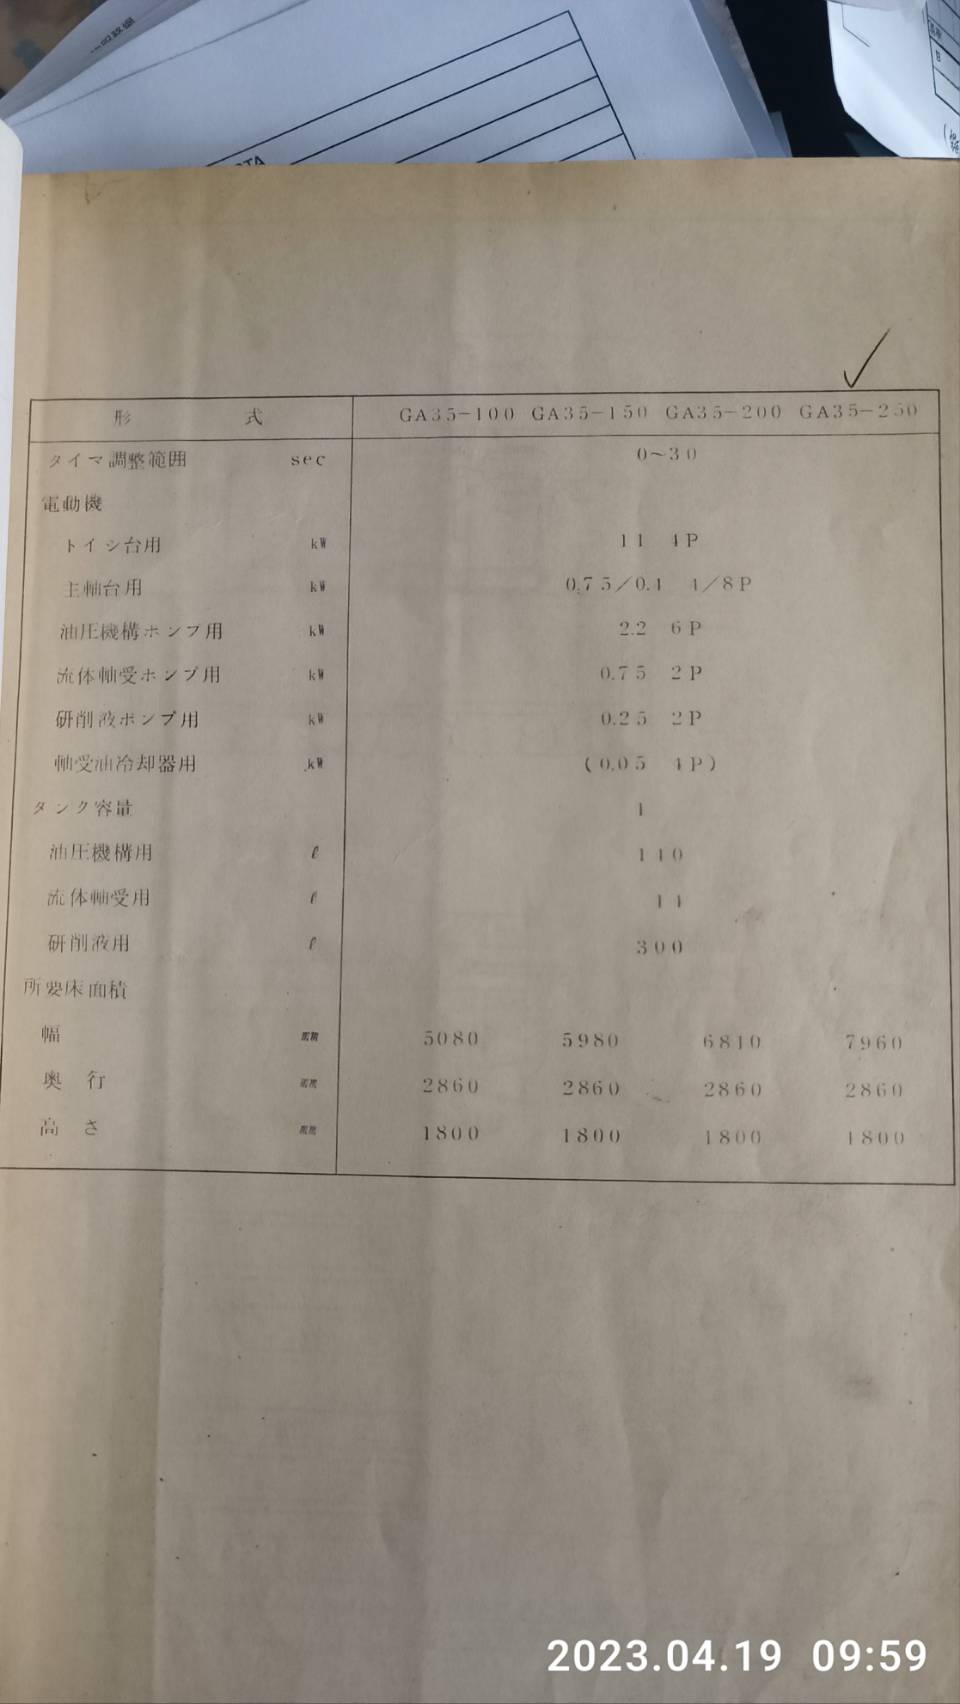 形 式 GA35-100 GA35-150 GA35-200 GA35-250
タイマ調整範囲 sec 0~30
電動機
トイシ台用 kW 11 4P
主軸台用 kW 0.75/0.4 4/8P
油圧機構ポンプ用 kW 2.2 6P
流体軸受ポンプ用 kW 0.75 2P
研削液ポンプ用 kW 0.25 2P
軸受油冷却器用 kW (0.05 4P)
タンク容量 1
油圧機構用 ℓ 140
流体軸受用 ℓ 14
研削液用 ℓ 300
所要床面積
幅 mm 5080 5980 6810 7960
奥 行 mm 2860 2860 2860 2860
高 さ mm 1800 1800 1800 1800
2023.04.19 09:59